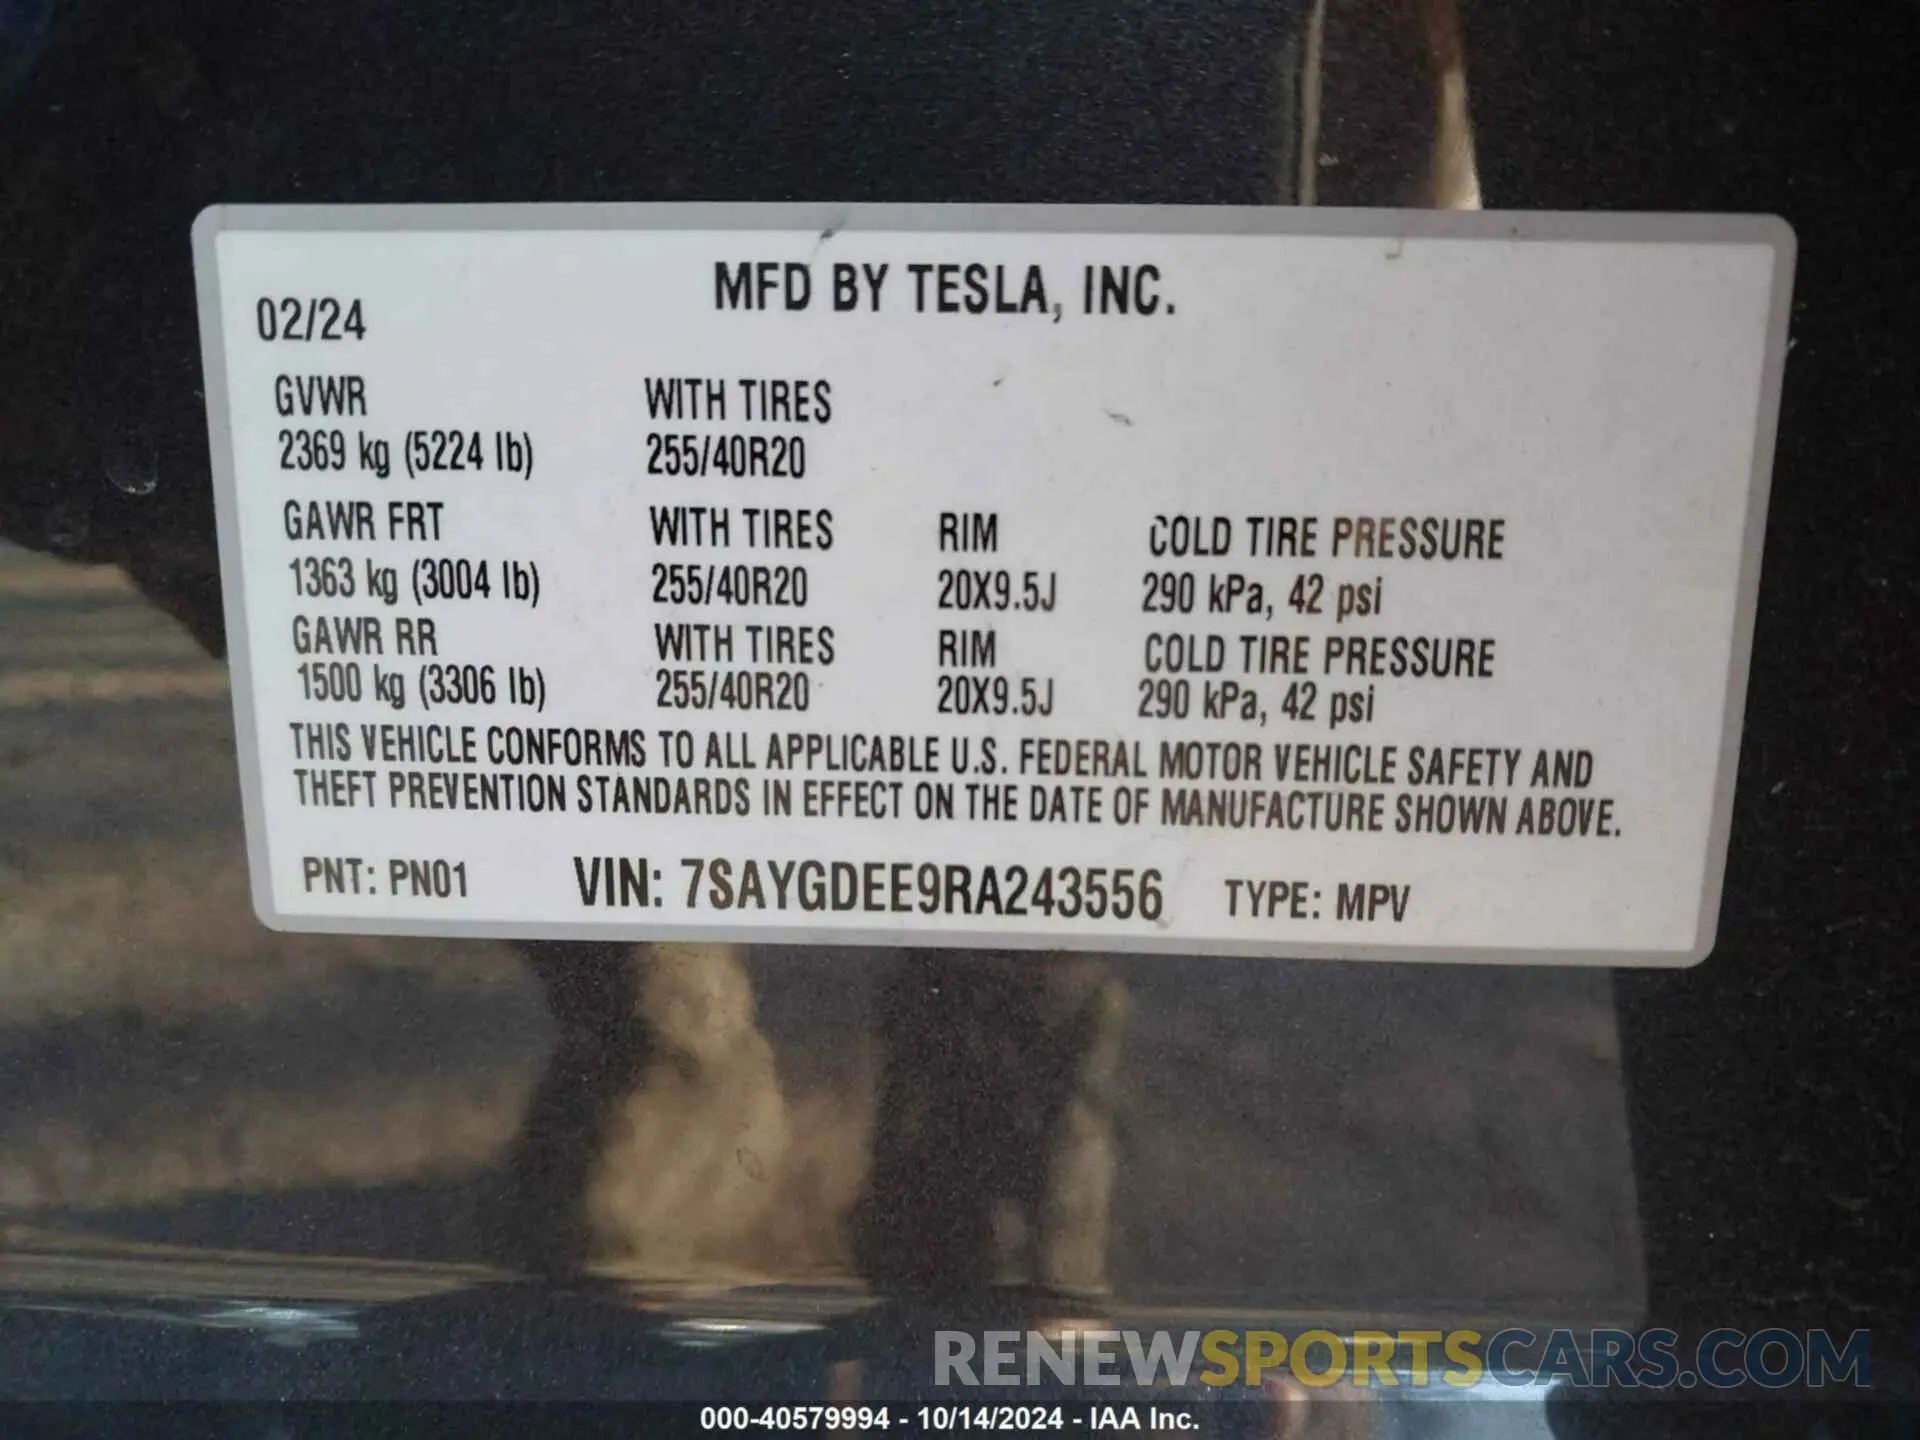 MFD BY TESLA, INC.
02/24
GVWR WITH TIRES
2369 kg (5224 lb) 255/40R20
GAWR FRT WITH TIRES RIM COLD TIRE PRESSURE
1363 kg (3004 lb) 255/40R20 20X9.5J 290 kPa, 42 psi
GAWR RR WITH TIRES RIM COLD TIRE PRESSURE
1500 kg (3306 lb) 255/40R20 20X9.5J 290 kPa, 42 psi
THIS VEHICLE CONFORMS TO ALL APPLICABLE U.S. FEDERAL MOTOR VEHICLE SAFETY AND
THEFT PREVENTION STANDARDS IN EFFECT ON THE DATE OF MANUFACTURE SHOWN ABOVE.
PNT: PN01 VIN: 7SAYGDEE9RA243556 TYPE: MPV
RENEWSPORTSCARS.COM
000-40579994 - 10/14/2024 - IAA Inc.